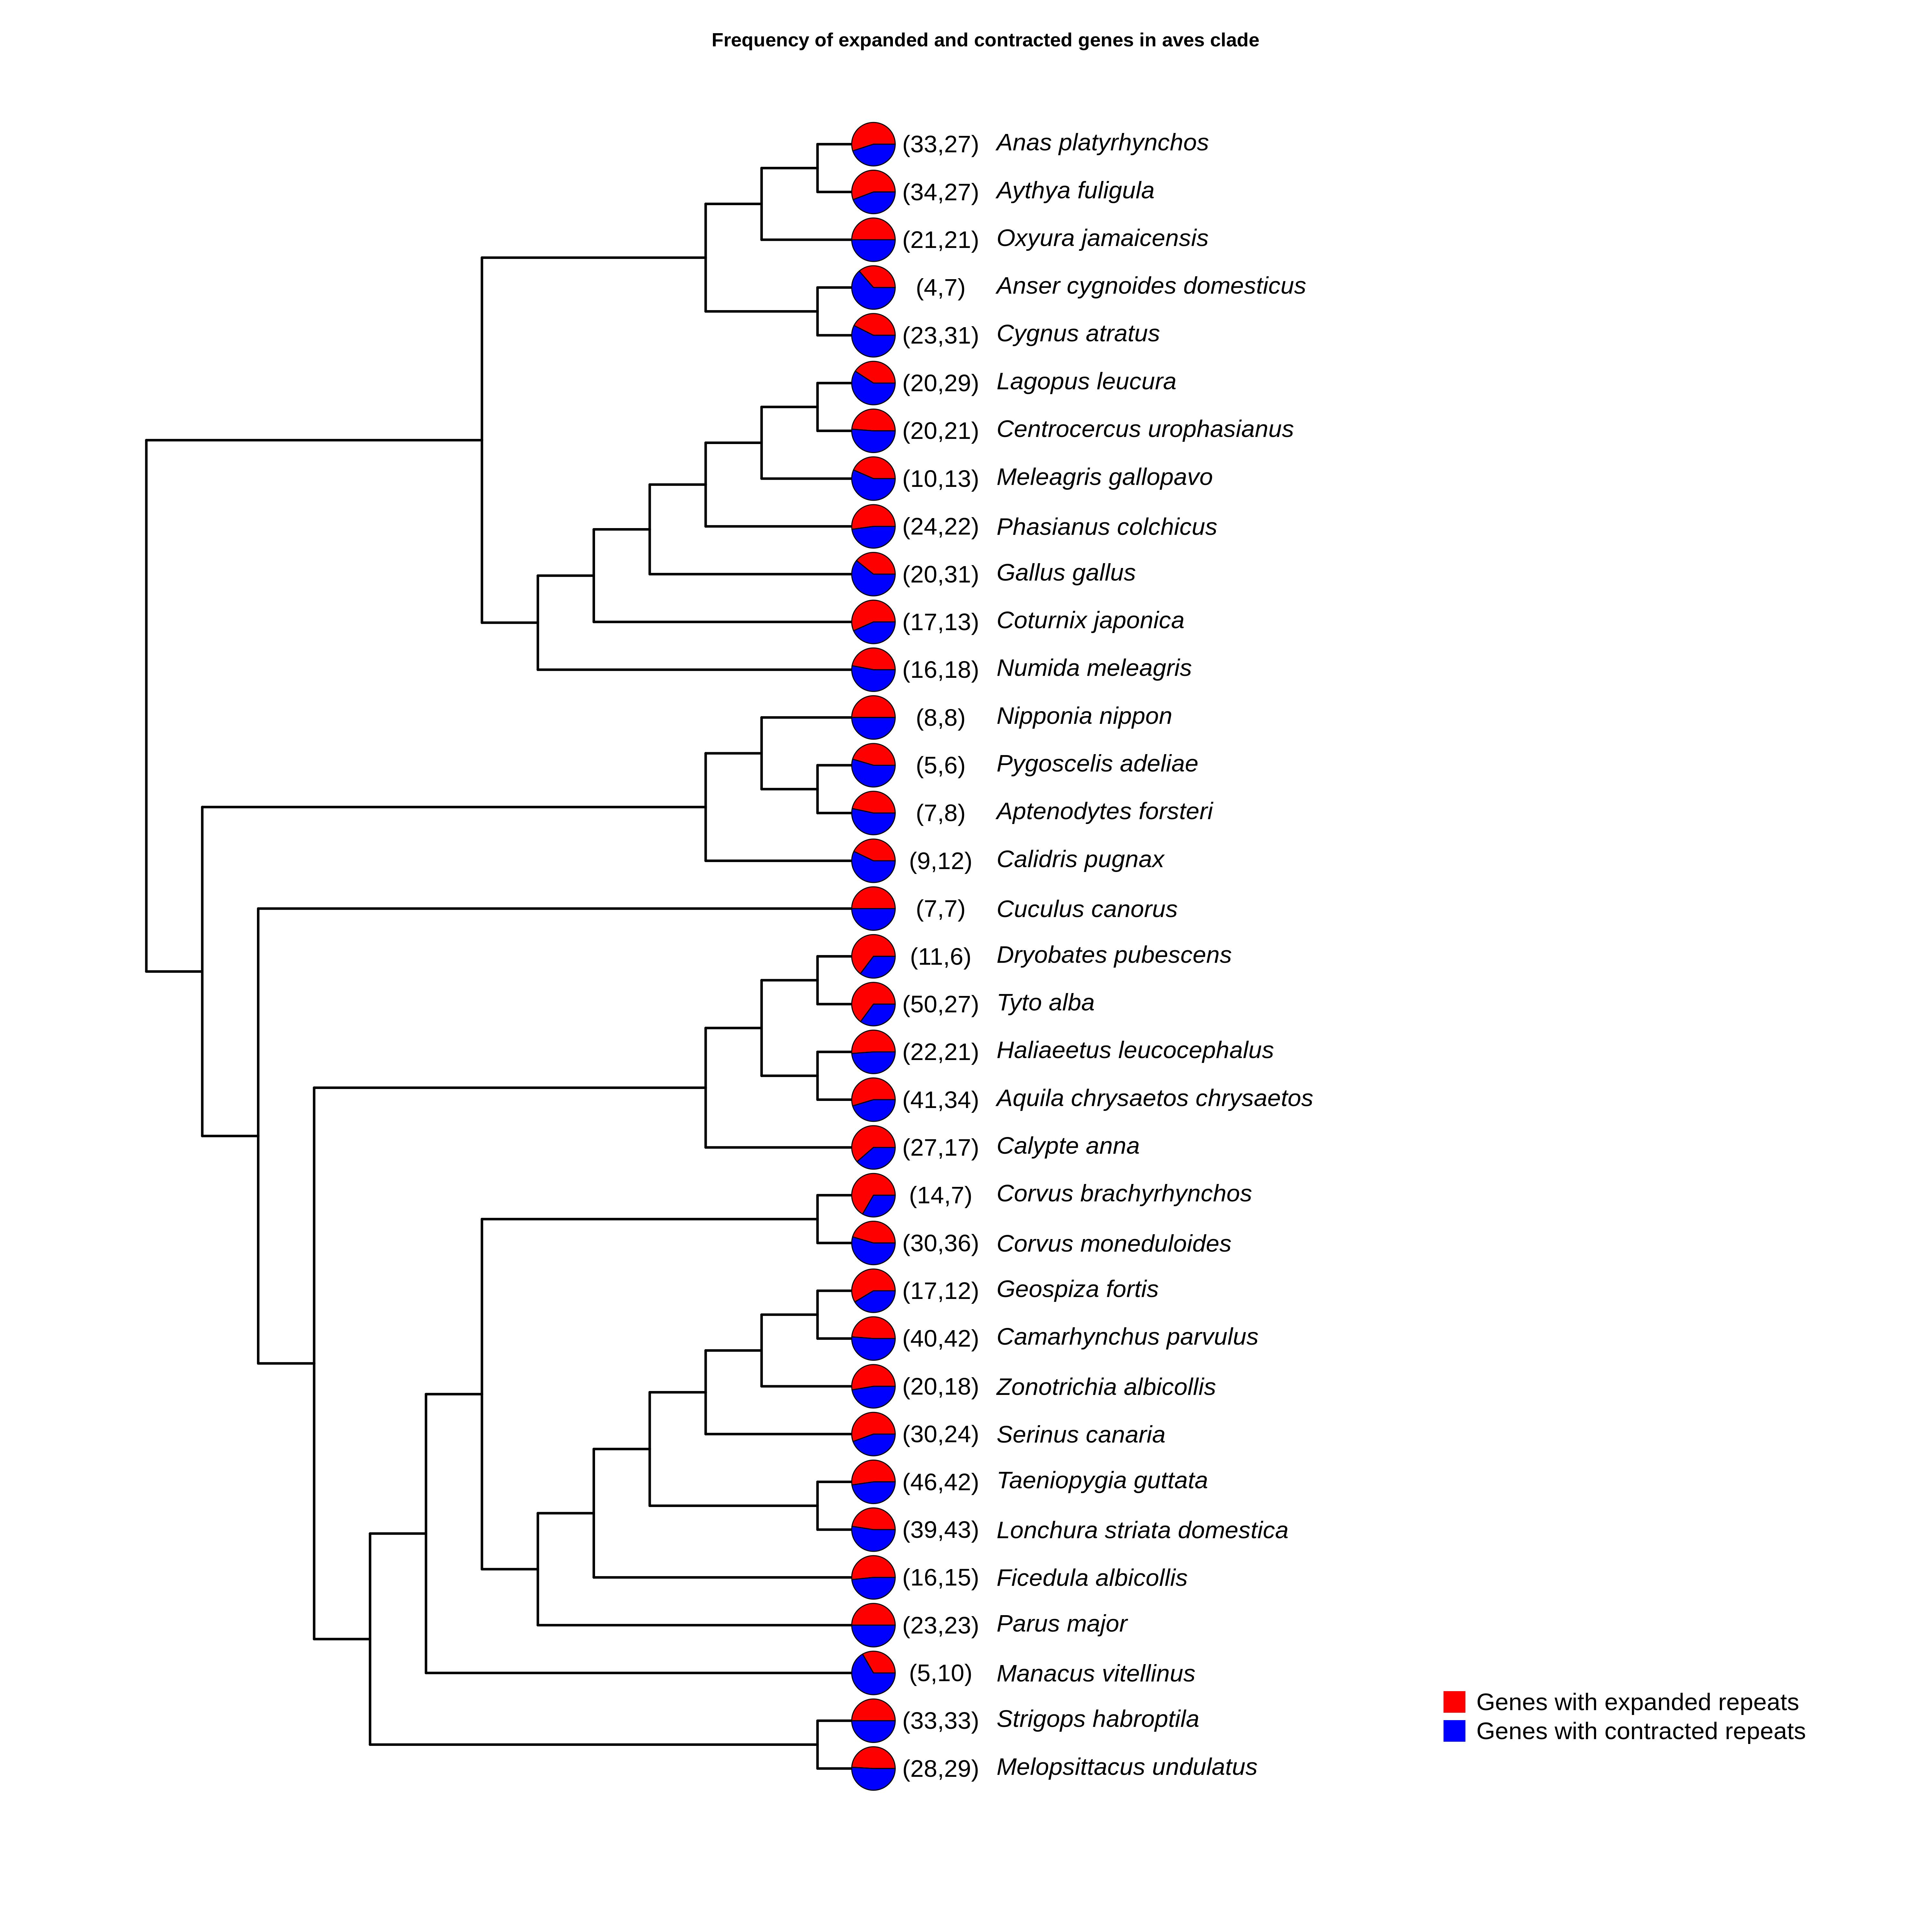 Frequency of expanded and contracted genes in aves clade
(33,27) Anas platyrhynchos
(34,27) Aythya fuligula
(21,21) Oxyura jamaicensis
(4,7) Anser cygnoides domesticus
(23,31) Cygnus atratus
(20,29) Lagopus leucura
(20,21) Centrocercus urophasianus
(10,13) Meleagris gallopavo
(24,22) Phasianus colchicus
(20,31) Gallus gallus
(17,13) Coturnix japonica
(16,18) Numida meleagris
(8,8) Nipponia nippon
(5,6) Pygoscelis adeliae
(7,8) Aptenodytes forsteri
(9,12) Calidris pugnax
(7,7) Cuculus canorus
(11,6) Dryobates pubescens
(50,27) Tyto alba
(22,21) Haliaeetus leucocephalus
(41,34) Aquila chrysaetos chrysaetos
(27,17) Calypte anna
(14,7) Corvus brachyrhynchos
(30,36) Corvus moneduloides
(17,12) Geospiza fortis
(40,42) Camarhynchus parvulus
(20,18) Zonotrichia albicollis
(30,24) Serinus canaria
(46,42) Taeniopygia guttata
(39,43) Lonchura striata domestica
(16,15) Ficedula albicollis
(23,23) Parus major
(5,10) Manacus vitellinus
(33,33) Strigops habroptila
(28,29) Melopsittacus undulatus
Genes with expanded repeats
Genes with contracted repeats